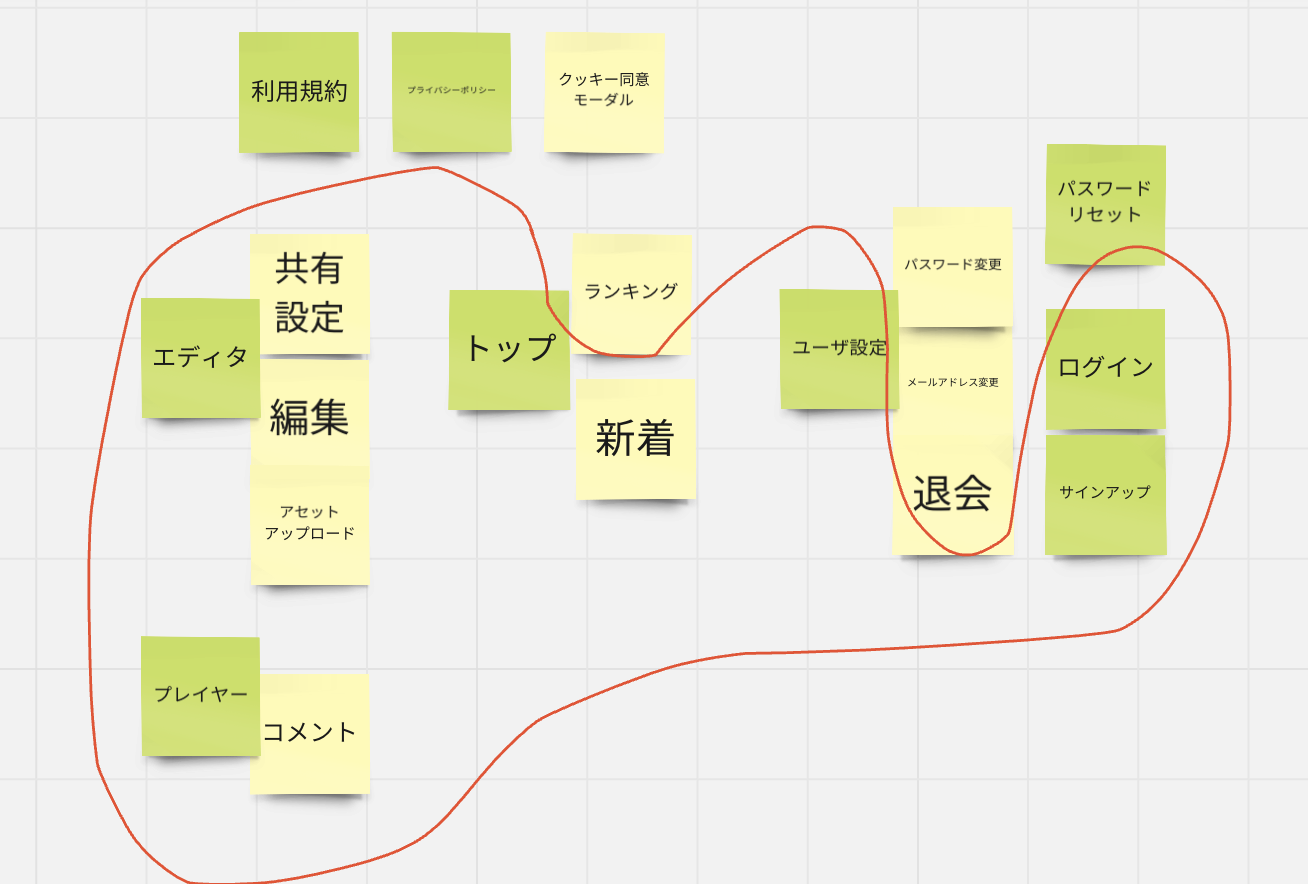 利用規約
プライバシーポリシー
クッキー同意
モーダル
パスワード
リセット
共有
設定
エディタ
編集
アセット
アップロード
トップ
ランキング
新着
ユーザ設定
パスワード変更
メールアドレス変更
退会
ログイン
サインアップ
プレイヤー
コメント